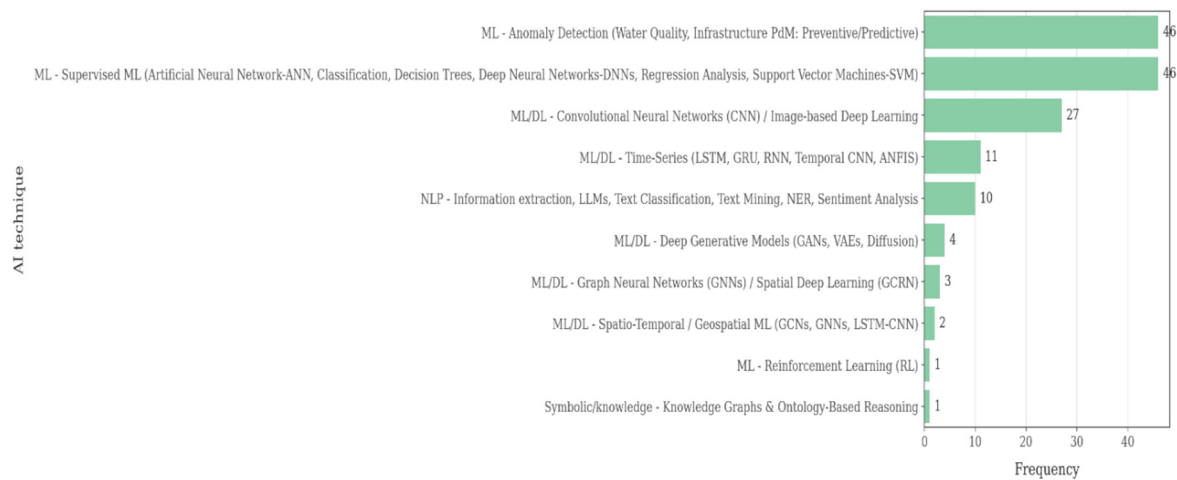 ML - Anomaly Detection (Water Quality, Infrastructure PdM: Preventive/Predictive) 46
ML - Supervised ML (Artificial Neural Network-ANN, Classification, Decision Trees, Deep Neural Networks-DNNs, Regression Analysis, Support Vector Machines-SVM) 46
ML/DL - Convolutional Neural Networks (CNN) / Image-based Deep Learning 27
ML/DL - Time-Series (LSTM, GRU, RNN, Temporal CNN, ANFIS) 11
NLP - Information extraction, LLMs, Text Classification, Text Mining, NER, Sentiment Analysis 10
ML/DL - Deep Generative Models (GANs, VAEs, Diffusion) 4
ML/DL - Graph Neural Networks (GNNs) / Spatial Deep Learning (GCRN) 3
ML/DL - Spatio-Temporal / Geospatial ML (GCNs, GNNs, LSTM-CNN) 2
ML - Reinforcement Learning (RL) 1
Symbolic/knowledge - Knowledge Graphs & Ontology-Based Reasoning 1
AI technique
0 10 20 30 40
Frequency